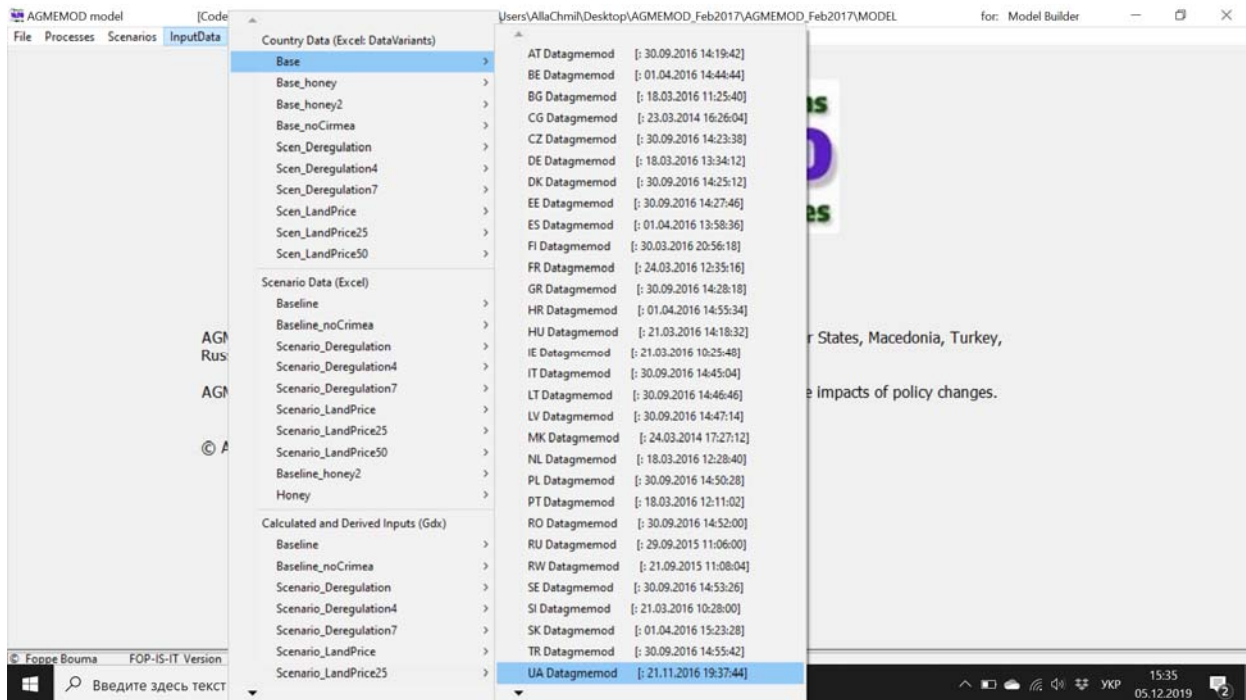 AGMEMOD model [Code Users\AllaChmil\Desktop\AGMEMOD_Feb2017\AGMEMOD_Feb2017\MODEL for: Model Builder
File Processes Scenarios InputData
Country Data (Excel: DataVariants)
Base
Base_honey
Base_honey2
Base_noCirmea
Scen_Deregulation
Scen_Deregulation4
Scen_Deregulation7
Scen_LandPrice
Scen_LandPrice25
Scen_LandPrice50
Scenario Data (Excel)
Baseline
Baseline_noCrimea
Scenario_Deregulation
Scenario_Deregulation4
Scenario_Deregulation7
Scenario_LandPrice
Scenario_LandPrice25
Scenario_LandPrice50
Baseline_honey2
Honey
Calculated and Derived Inputs (Gdx)
Baseline
Baseline_noCrimea
Scenario_Deregulation
Scenario_Deregulation4
Scenario_Deregulation7
Scenario_LandPrice
Scenario_LandPrice25
AT Datagmemod [: 30.09.2016 14:19:42]
BE Datagmemod [: 01.04.2016 14:44:44]
BG Datagmemod [: 18.03.2016 11:25:40]
CG Datagmemod [: 23.03.2014 16:26:04]
CZ Datagmemod [: 30.09.2016 14:23:38]
DE Datagmemod [: 18.03.2016 13:34:12]
DK Datagmemod [: 30.09.2016 14:25:12]
EE Datagmemod [: 30.09.2016 14:27:46]
ES Datagmemod [: 01.04.2016 13:58:36]
FI Datagmemod [: 30.03.2016 20:56:18]
FR Datagmemod [: 24.03.2016 12:35:16]
GR Datagmemod [: 30.09.2016 14:28:18]
HR Datagmemod [: 01.04.2016 14:55:34]
HU Datagmemod [: 21.03.2016 14:18:32]
IE Datagmemod [: 21.03.2016 10:25:48]
IT Datagmemod [: 30.09.2016 14:45:04]
LT Datagmemod [: 30.09.2016 14:46:46]
LV Datagmemod [: 30.09.2016 14:47:14]
MK Datagmemod [: 24.03.2014 17:27:12]
NL Datagmemod [: 18.03.2016 12:28:40]
PL Datagmemod [: 30.09.2016 14:50:28]
PT Datagmemod [: 18.03.2016 12:11:02]
RO Datagmemod [: 30.09.2016 14:52:00]
RU Datagmemod [: 29.09.2015 11:06:00]
RW Datagmemod [: 21.09.2015 11:08:04]
SE Datagmemod [: 30.09.2016 14:53:26]
SI Datagmemod [: 21.03.2016 10:28:00]
SK Datagmemod [: 01.04.2016 15:23:28]
TR Datagmemod [: 30.09.2016 14:55:42]
UA Datagmemod [: 21.11.2016 19:37:44]
r States, Macedonia, Turkey,
Rus
e impacts of policy changes.
© Foppe Bouma FOP-IS-IT Version
Введите здесь текст
УКР
15:35
05.12.2019
2